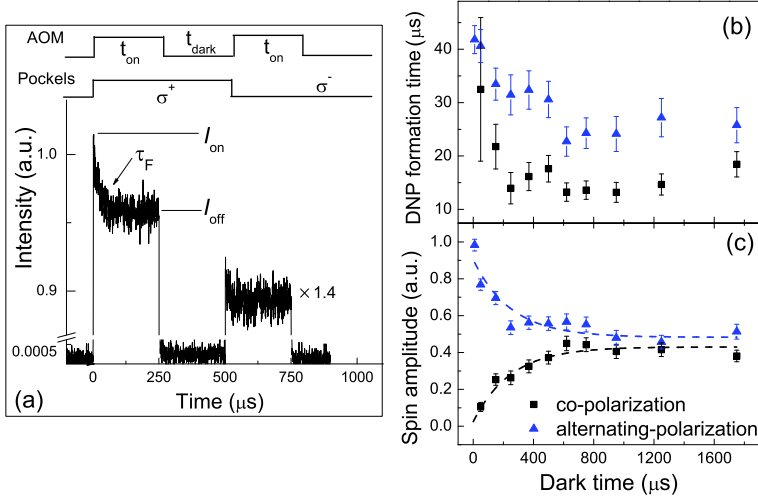 AOM
t_on
t_dark
t_on
Pockels
σ⁺
σ⁻
I_on
τ_F
I_off
× 1.4
1.0
0.9
0.0005
Intensity (a.u.)
0 250 500 750 1000
Time (μs)
(a)
(b)
40
30
20
10
DNP formation time (μs)
(c)
1.0
0.8
0.6
0.4
0.2
0.0
Spin amplitude (a.u.)
co-polarization
alternating-polarization
0 400 800 1200 1600
Dark time (μs)